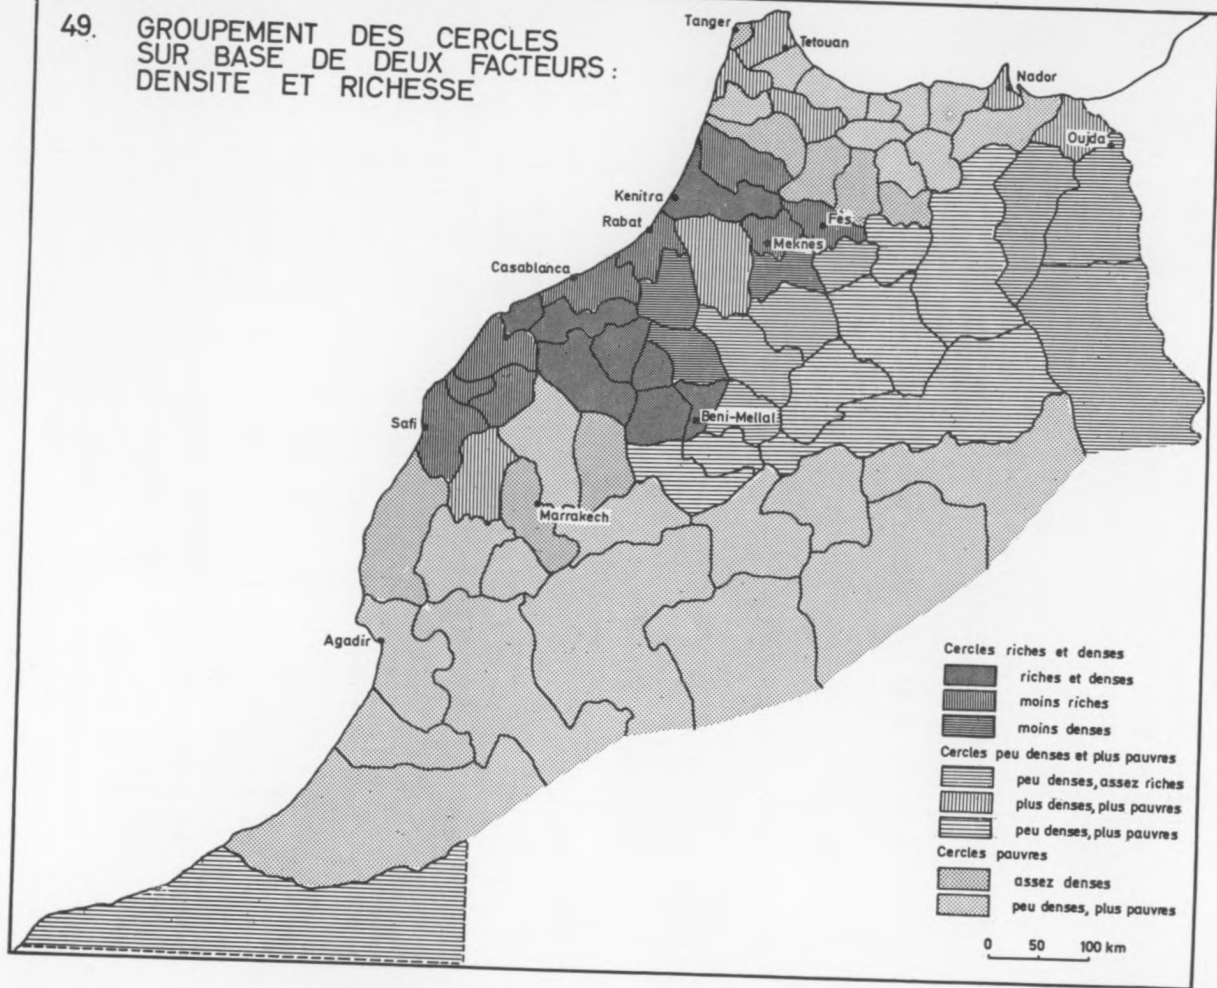 49. GROUPEMENT DES CERCLES
SUR BASE DE DEUX FACTEURS :
DENSITE ET RICHESSE
Tanger
Tetouan
Nador
Oujda
Kenitra
Fès
Rabat
Meknes
Casablanca
Safi
Beni-Mellal
Marrakech
Agadir
Cercles riches et denses
riches et denses
moins riches
moins denses
Cercles peu denses et plus pauvres
peu denses, assez riches
plus denses, plus pauvres
peu denses, plus pauvres
Cercles pauvres
assez denses
peu denses, plus pauvres
0 50 100 km